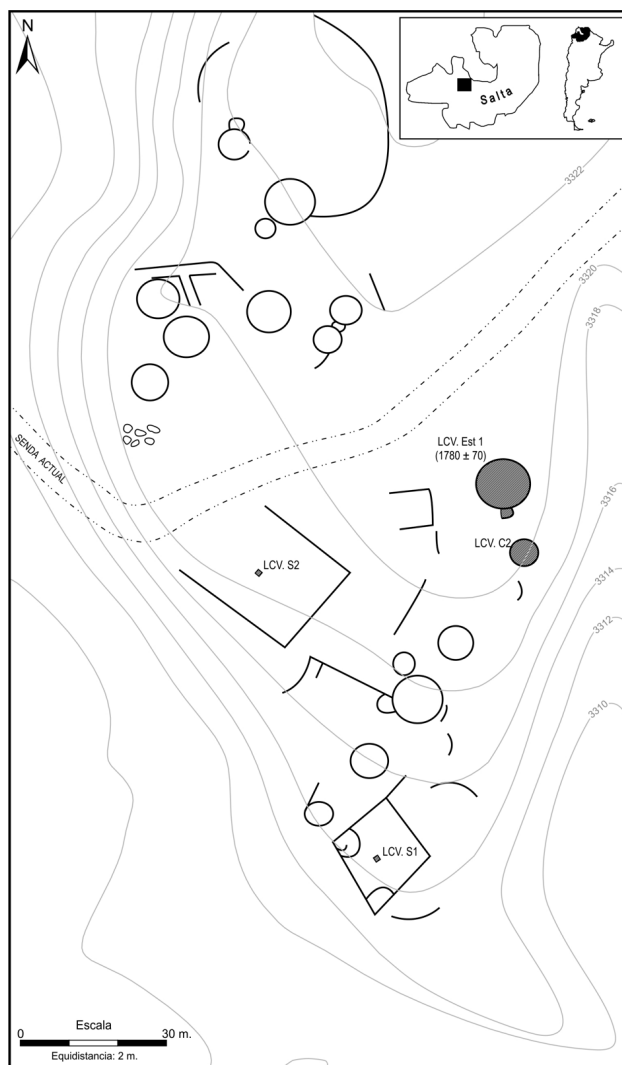 N
Salta
3322
3320
3318
LCV. Est 1
(1780 ± 70)
SENDA ACTUAL
3316
LCV. C2
LCV. S2
3314
3312
3310
LCV. S1
Escala
0 30 m.
Equidistancia: 2 m.